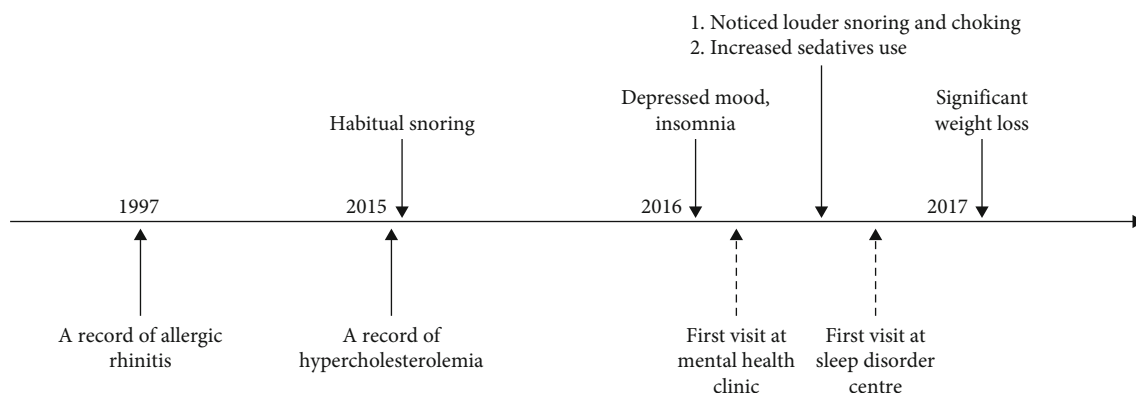 1. Noticed louder snoring and choking
2. Increased sedatives use
Habitual snoring
Depressed mood,
insomnia
Significant
weight loss
1997
2015
2016
2017
A record of allergic
rhinitis
A record of
hypercholesterolemia
First visit at
mental health
clinic
First visit at
sleep disorder
centre